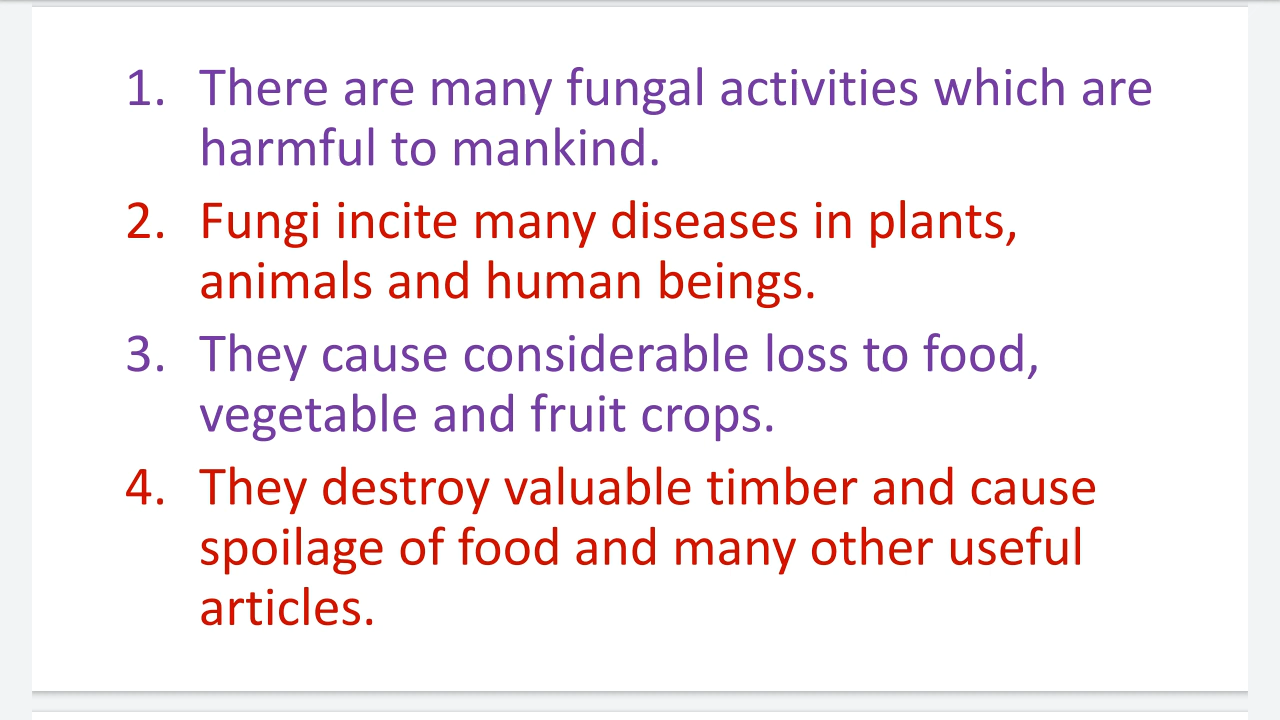 1. There are many fungal activities which are
harmful to mankind.
2. Fungi incite many diseases in plants,
animals and human beings.
3. They cause considerable loss to food,
vegetable and fruit crops.
4. They destroy valuable timber and cause
spoilage of food and many other useful
articles.